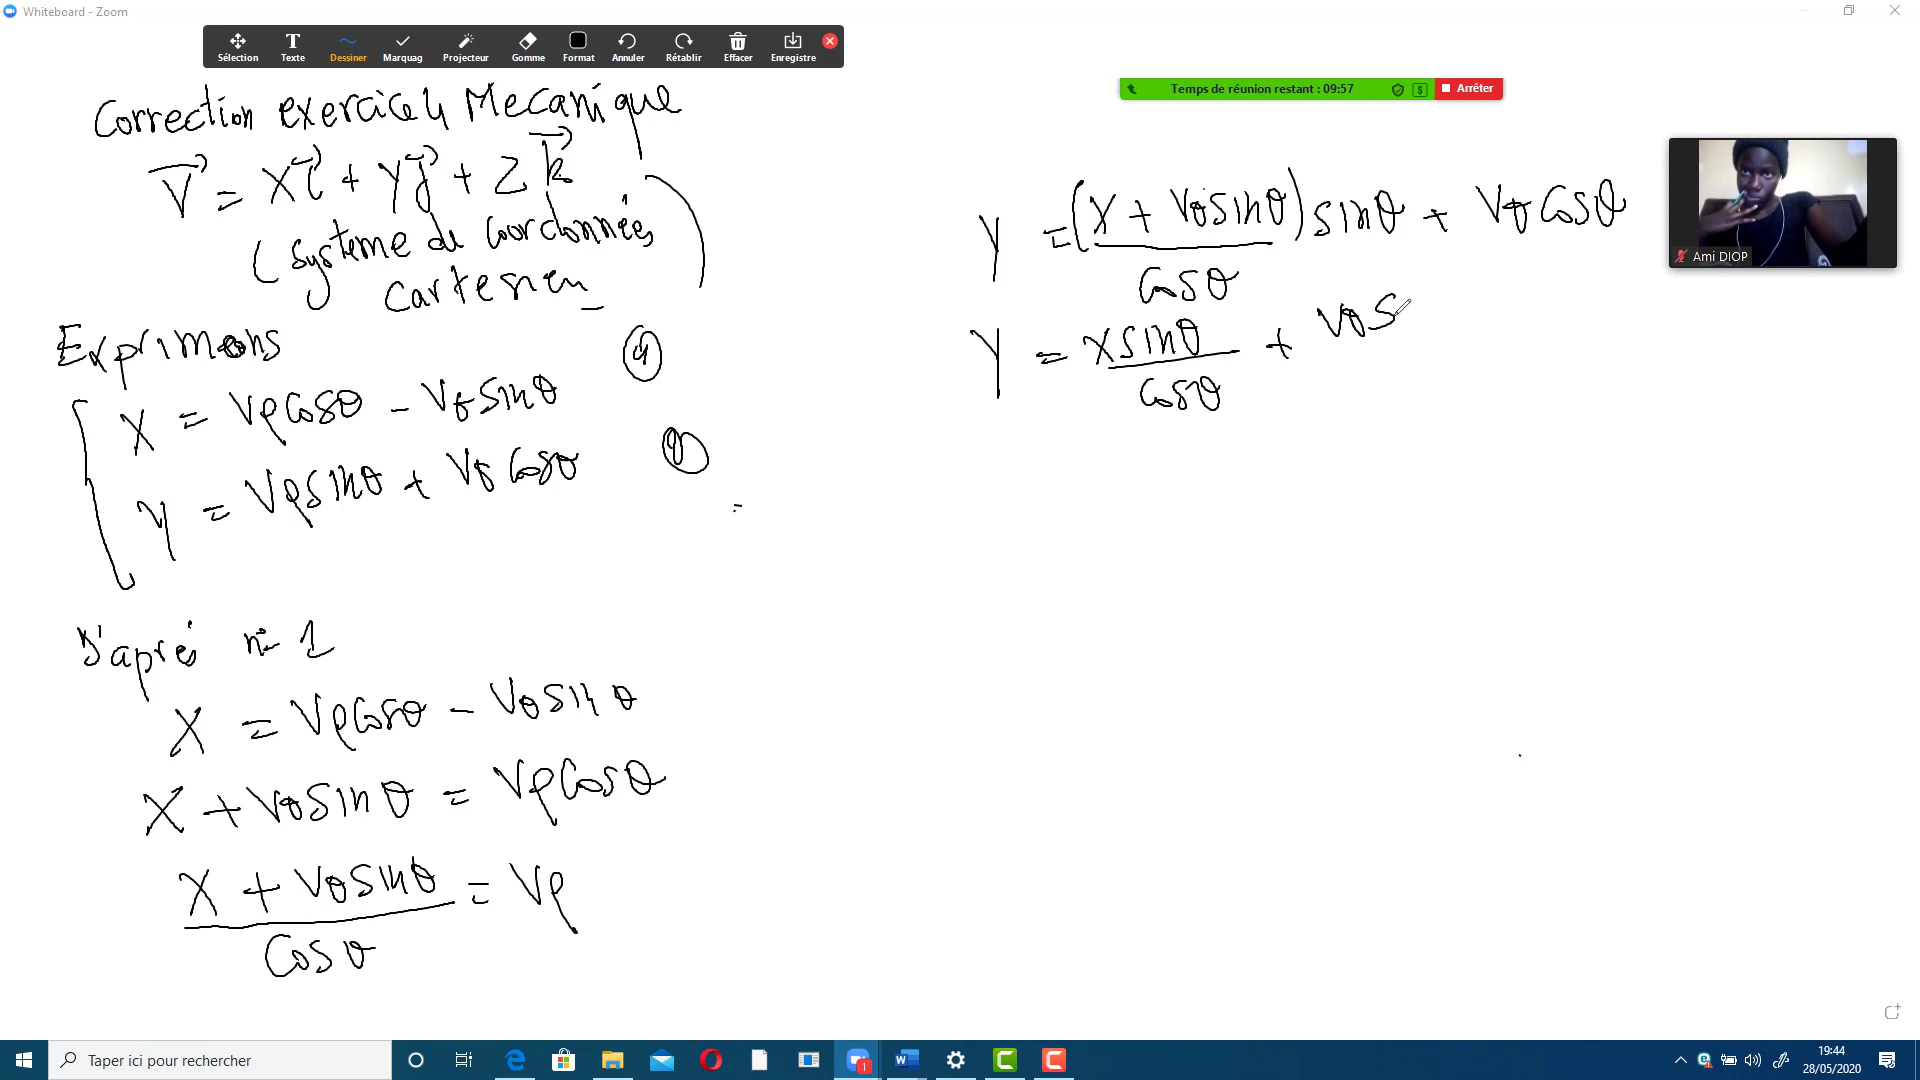 Whiteboard - Zoom
Sélection Texte Dessiner Marquag Projecteur Gomme Format Annuler Rétablir Effacer Enregistre
Temps de réunion restant : 09:57 Arrêter
Ami DIOP
Correction exercice 4 Mecanique
V = Xi + Yj + Zk
( système de coordonnées
cartesien )
Exprimons
X = Vρcosθ - Vθsinθ
Y = Vρsinθ + Vθcosθ
D'aprés n° 1
X = Vρcosθ - Vθsinθ
X + Vθsinθ = Vρcosθ
X + Vθsinθ = Vρ
cosθ
Y = (X + Vθsinθ) sinθ + Vθcosθ
cosθ
Y = Xsinθ + VθS
cosθ
Taper ici pour rechercher
1
19:44
28/05/2020